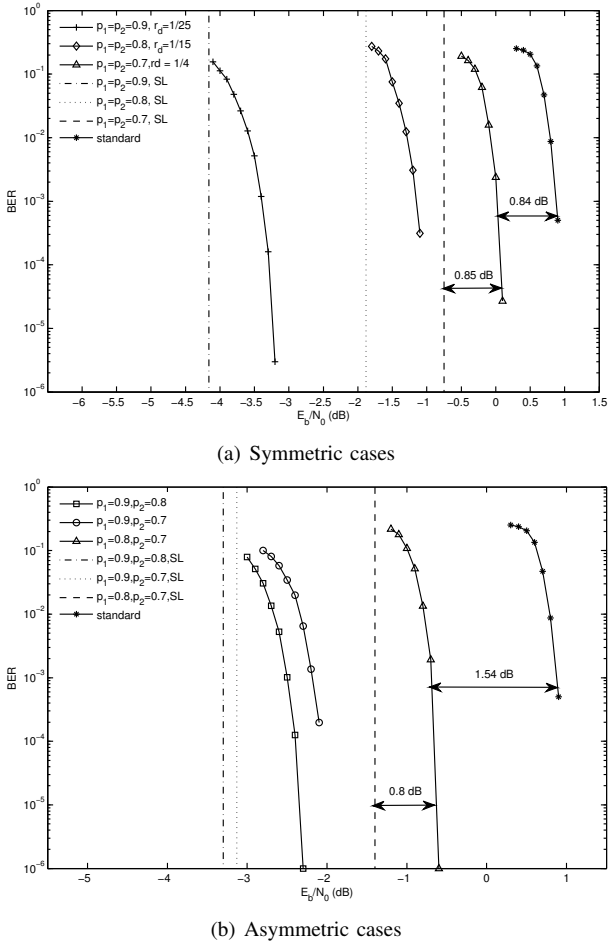 10⁰
10⁻¹
10⁻²
10⁻³
10⁻⁴
10⁻⁵
10⁻⁶
BER
p₁=p₂=0.9, r_d=1/25
p₁=p₂=0.8, r_d=1/15
p₁=p₂=0.7,rd = 1/4
p₁=p₂=0.9, SL
p₁=p₂=0.8, SL
p₁=p₂=0.7, SL
standard
0.84 dB
0.85 dB
-6 -5.5 -5 -4.5 -4 -3.5 -3 -2.5 -2 -1.5 -1 -0.5 0 0.5 1 1.5
E_b/N₀ (dB)
(a) Symmetric cases
10⁰
10⁻¹
10⁻²
10⁻³
10⁻⁴
10⁻⁵
10⁻⁶
BER
p₁=0.9,p₂=0.8
p₁=0.9,p₂=0.7
p₁=0.8,p₂=0.7
p₁=0.9,p₂=0.8,SL
p₁=0.9,p₂=0.7,SL
p₁=0.8,p₂=0.7,SL
standard
1.54 dB
0.8 dB
-5 -4 -3 -2 -1 0 1
E_b/N₀ (dB)
(b) Asymmetric cases